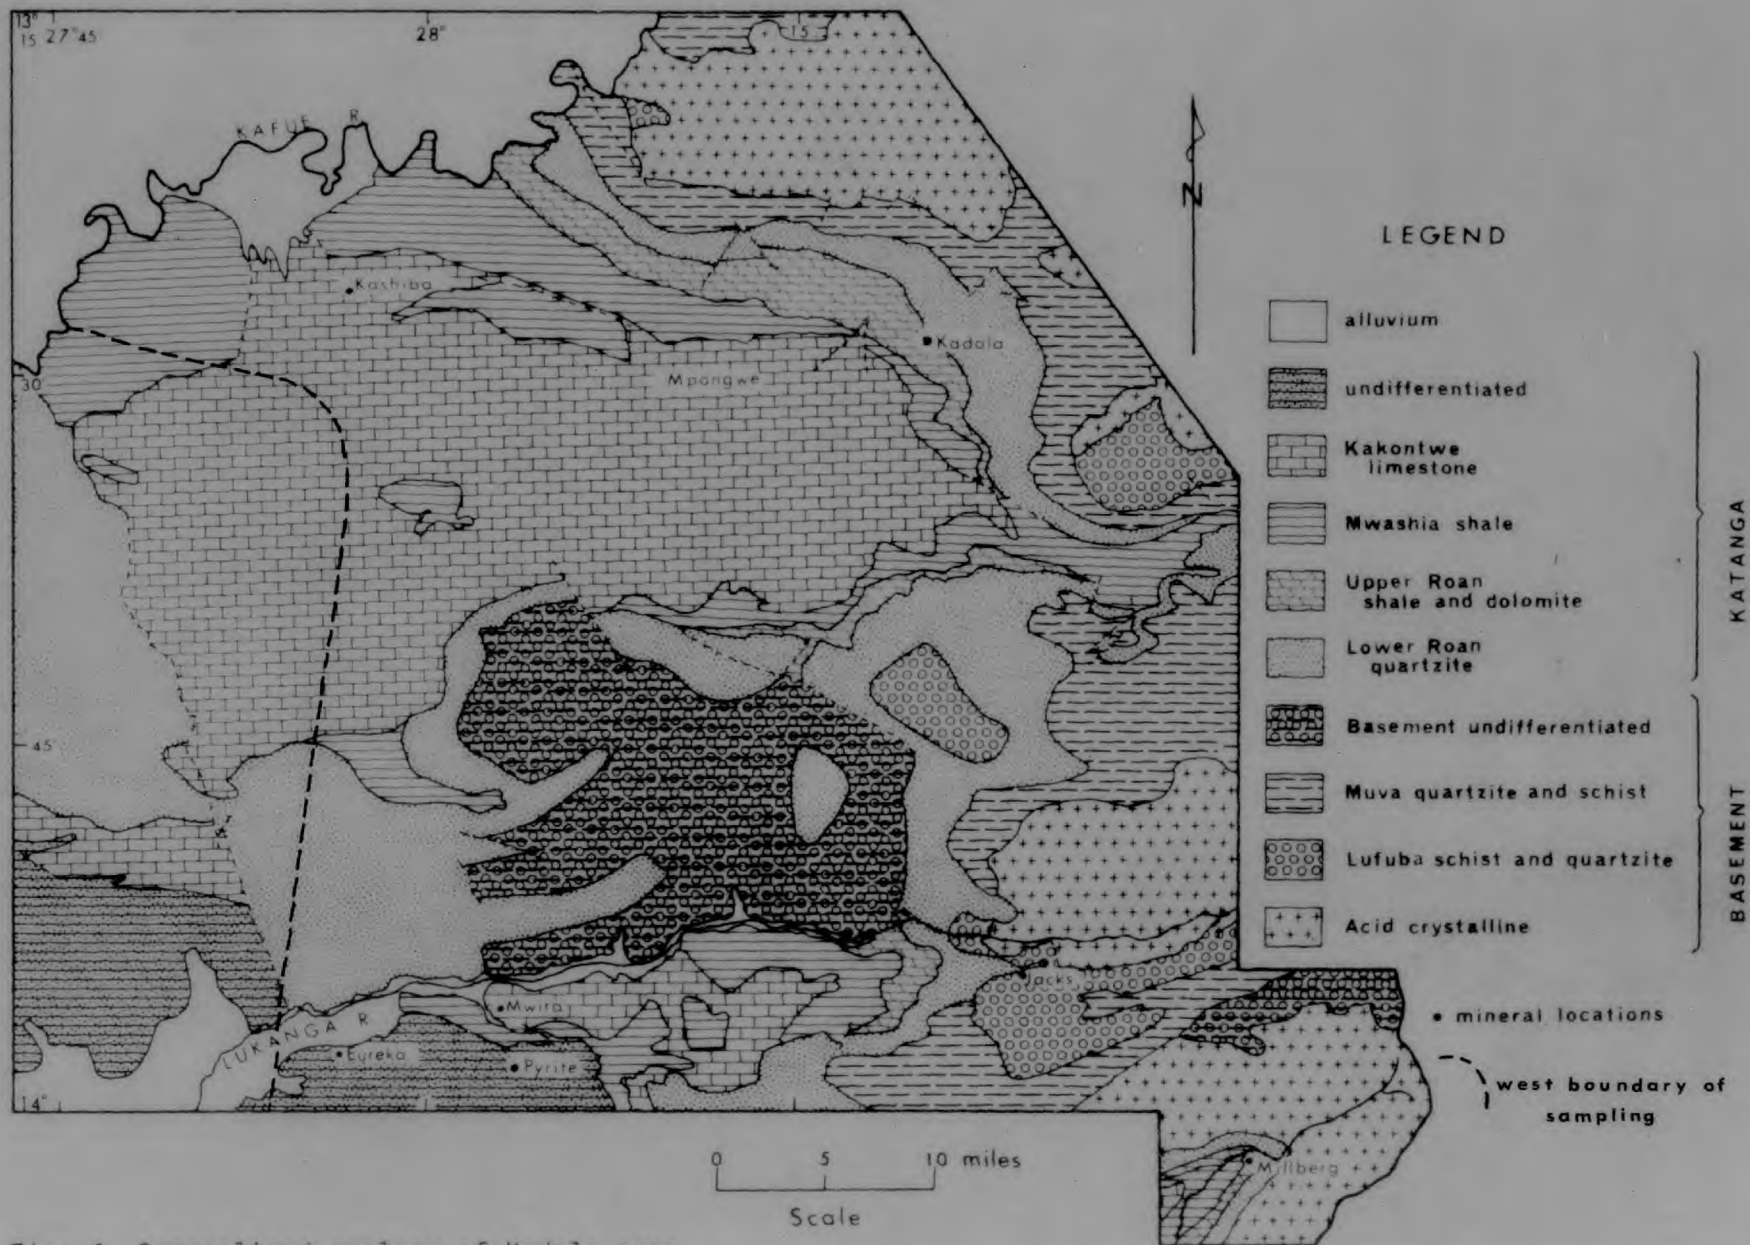 13°
15 27°45
28°
15
KAFUE R
Kashiba
30
Kadola
Mpongwe
45
Jacks
Mwito
LUKANGA R
Eureka
Pyrite
14°
Millberg
N
LEGEND
alluvium
undifferentiated
Kakontwe
limestone
Mwashia shale
Upper Roan
shale and dolomite
Lower Roan
quartzite
KATANGA
Basement undifferentiated
Muva quartzite and schist
Lufuba schist and quartzite
Acid crystalline
BASEMENT
• mineral locations
west boundary of
sampling
0 5 10 miles
Scale